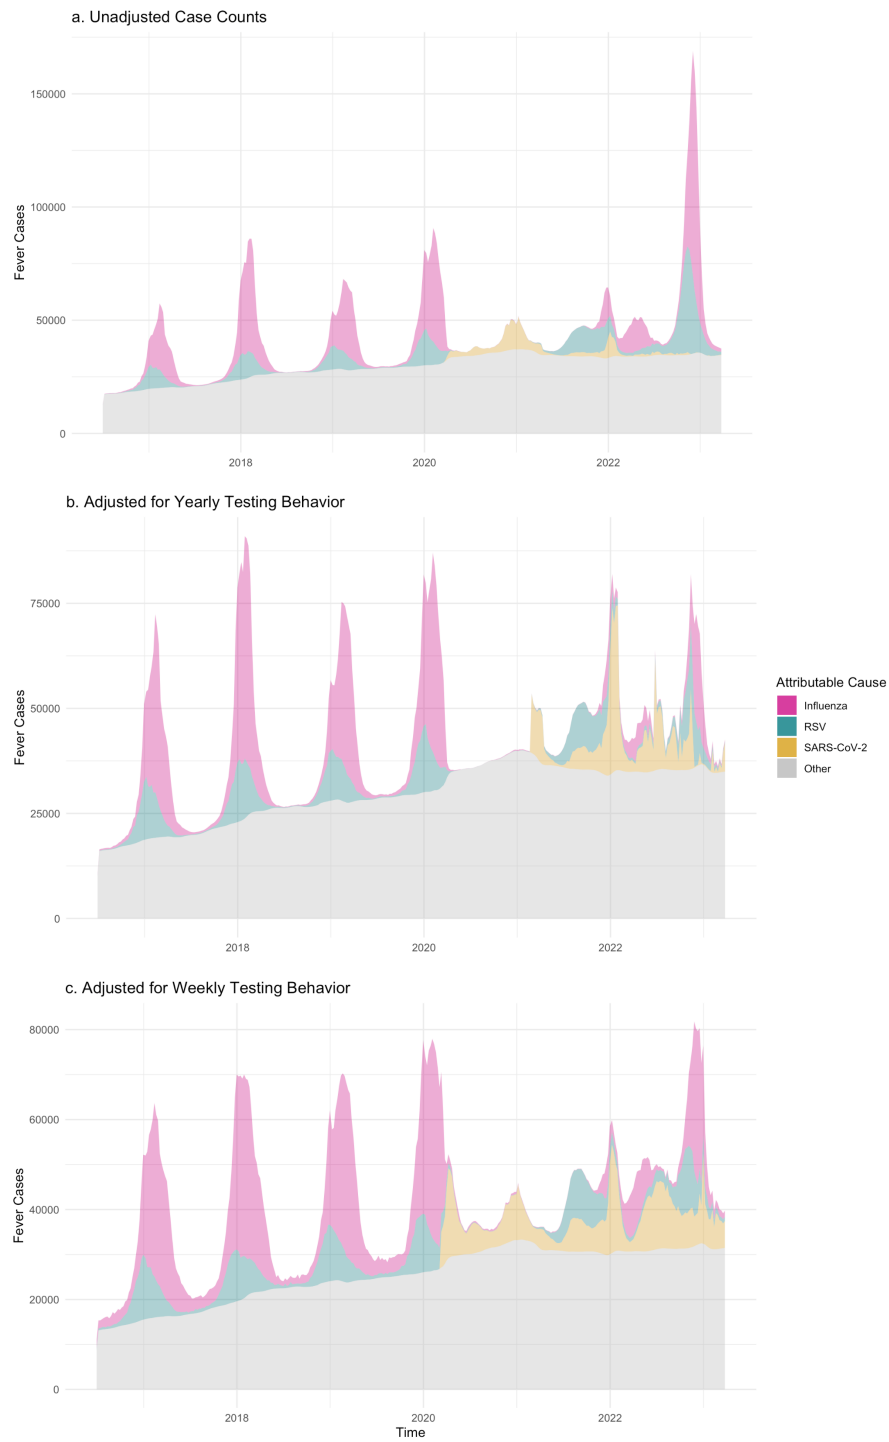 a. Unadjusted Case Counts
150000
100000
50000
0
Fever Cases
2018 2020 2022
b. Adjusted for Yearly Testing Behavior
75000
50000
25000
0
Fever Cases
2018 2020 2022
Attributable Cause
Influenza
RSV
SARS-CoV-2
Other
c. Adjusted for Weekly Testing Behavior
80000
60000
40000
20000
0
Fever Cases
2018 2020 2022
Time